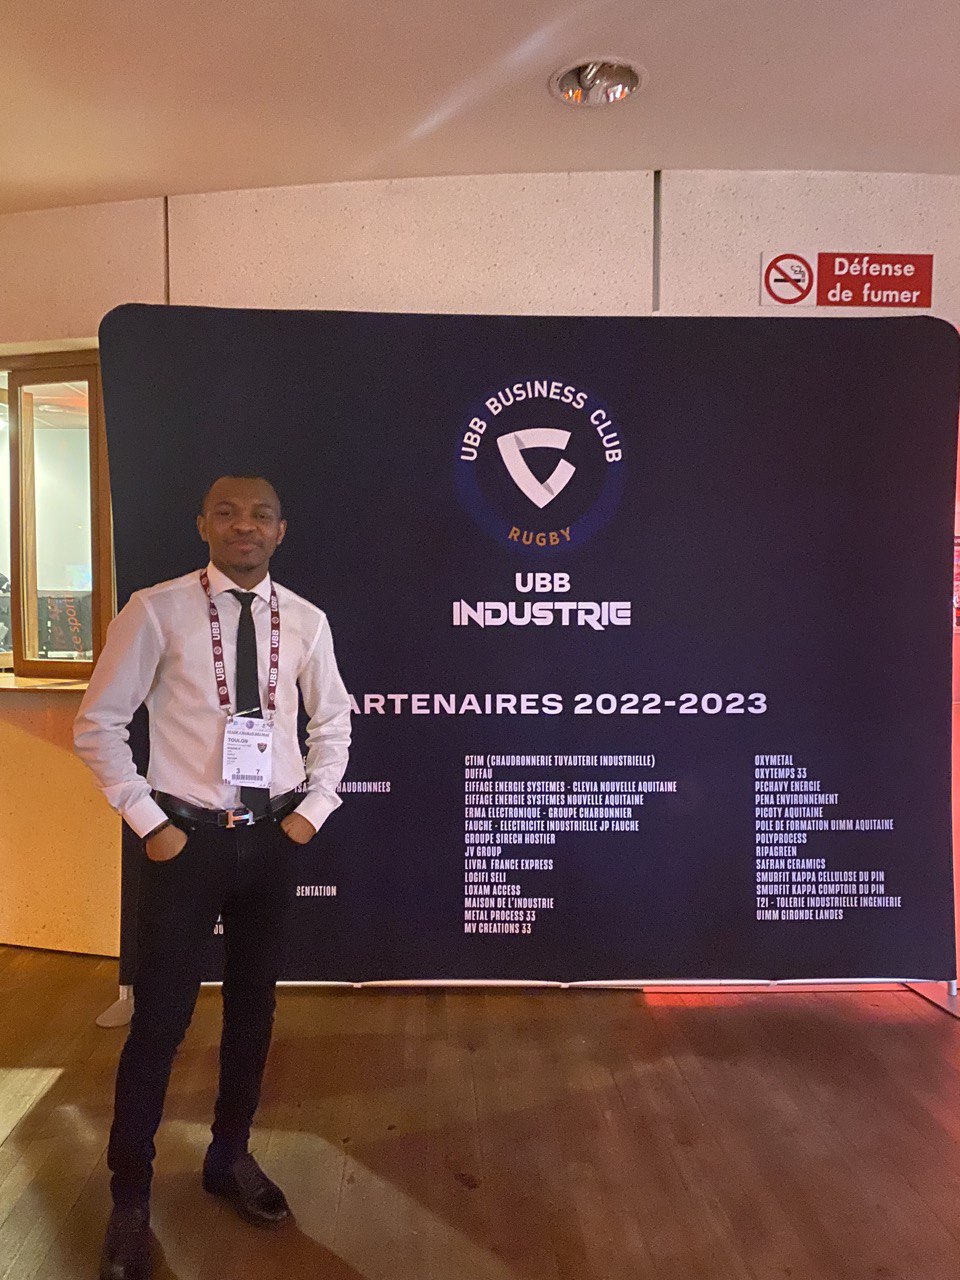 Défense
de fumer
UBB BUSINESS CLUB
RUGBY
UBB
INDUSTRIE
ARTENAIRES 2022-2023
CTIM (CHAUDRONNERIE TUYAUTERIE INDUSTRIELLE)
DUFFAU
EIFFAGE ENERGIE SYSTEMES - CLEVIA NOUVELLE AQUITAINE
EIFFAGE ENERGIE SYSTEMES NOUVELLE AQUITAINE
ERMA ELECTRONIQUE - GROUPE CHARBONNIER
FAUCHE - ELECTRICITE INDUSTRIELLE JP FAUCHE
GROUPE SIRECH HOSTIER
JV GROUP
LIVRA FRANCE EXPRESS
LOGIFI SELI
LOXAM ACCESS
MAISON DE L'INDUSTRIE
METAL PROCESS 33
MV CREATIONS 33
OXYMETAL
OXYTEMPS 33
PECHAVY ENERGIE
PENA ENVIRONNEMENT
PICOTY AQUITAINE
POLE DE FORMATION UIMM AQUITAINE
POLYPROCESS
RIPAGREEN
SAFRAN CERAMICS
SMURFIT KAPPA CELLULOSE DU PIN
SMURFIT KAPPA COMPTOIR DU PIN
T2I - TOLERIE INDUSTRIELLE INGENIERIE
UIMM GIRONDE LANDES
CHAUDRONNEES
SENTATION
UBB
UBB
UBB
UBB
TOULON
3 7